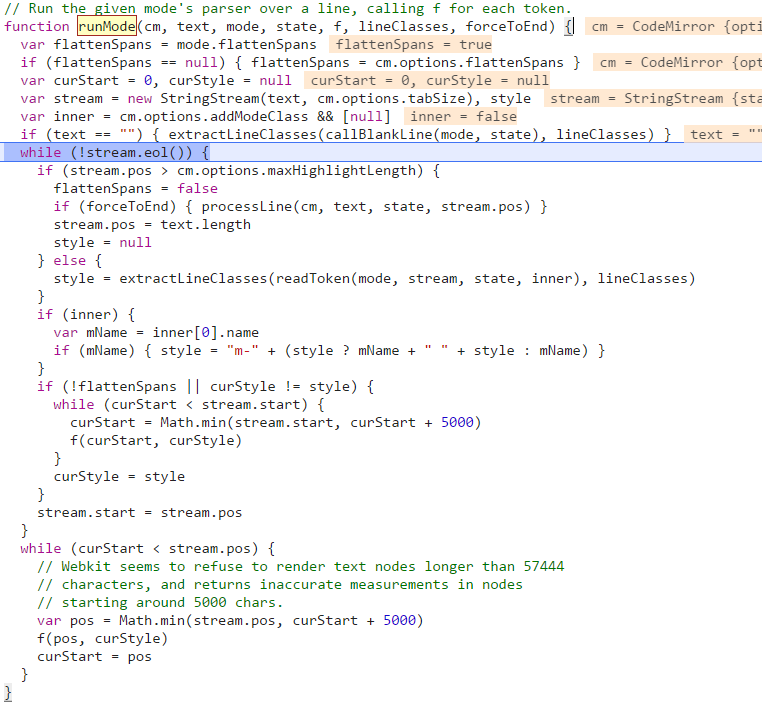 // Run the given mode's parser over a line, calling f for each token.
function runMode(cm, text, mode, state, f, lineClasses, forceToEnd) { cm = CodeMirror {opti
  var flattenSpans = mode.flattenSpans  flattenSpans = true
  if (flattenSpans == null) { flattenSpans = cm.options.flattenSpans }  cm = CodeMirror {opt
  var curStart = 0, curStyle = null  curStart = 0, curStyle = null
  var stream = new StringStream(text, cm.options.tabSize), style  stream = StringStream {sta
  var inner = cm.options.addModeClass && [null]  inner = false
  if (text == "") { extractLineClasses(callBlankLine(mode, state), lineClasses) }  text = ""
  while (!stream.eol()) {
    if (stream.pos > cm.options.maxHighlightLength) {
      flattenSpans = false
      if (forceToEnd) { processLine(cm, text, state, stream.pos) }
      stream.pos = text.length
      style = null
    } else {
      style = extractLineClasses(readToken(mode, stream, state, inner), lineClasses)
    }
    if (inner) {
      var mName = inner[0].name
      if (mName) { style = "m-" + (style ? mName + " " + style : mName) }
    }
    if (!flattenSpans || curStyle != style) {
      while (curStart < stream.start) {
        curStart = Math.min(stream.start, curStart + 5000)
        f(curStart, curStyle)
      }
      curStyle = style
    }
    stream.start = stream.pos
  }
  while (curStart < stream.pos) {
    // Webkit seems to refuse to render text nodes longer than 57444
    // characters, and returns inaccurate measurements in nodes
    // starting around 5000 chars.
    var pos = Math.min(stream.pos, curStart + 5000)
    f(pos, curStyle)
    curStart = pos
  }
}